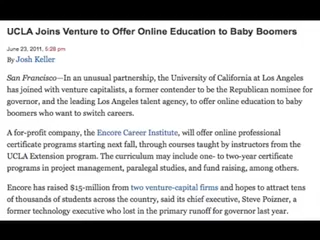 UCLA Joins Venture to Offer Online Education to Baby Boomers
June 23, 2011, 5:28 pm
By Josh Keller
San Francisco—In an unusual partnership, the University of California at Los Angeles
has joined with venture capitalists, a former contender to be the Republican nominee for
governor, and the leading Los Angeles talent agency, to offer online education to baby
boomers who want to switch careers.
A for-profit company, the Encore Career Institute, will offer online professional
certificate programs starting next fall, through courses taught by instructors from the
UCLA Extension program. The curriculum may include one- to two-year certificate
programs in project management, paralegal studies, and fund raising, among others.
Encore has raised $15-million from two venture-capital firms and hopes to attract tens
of thousands of students across the country, said its chief executive, Steve Poizner, a
former technology executive who lost in the primary runoff for governor last year.